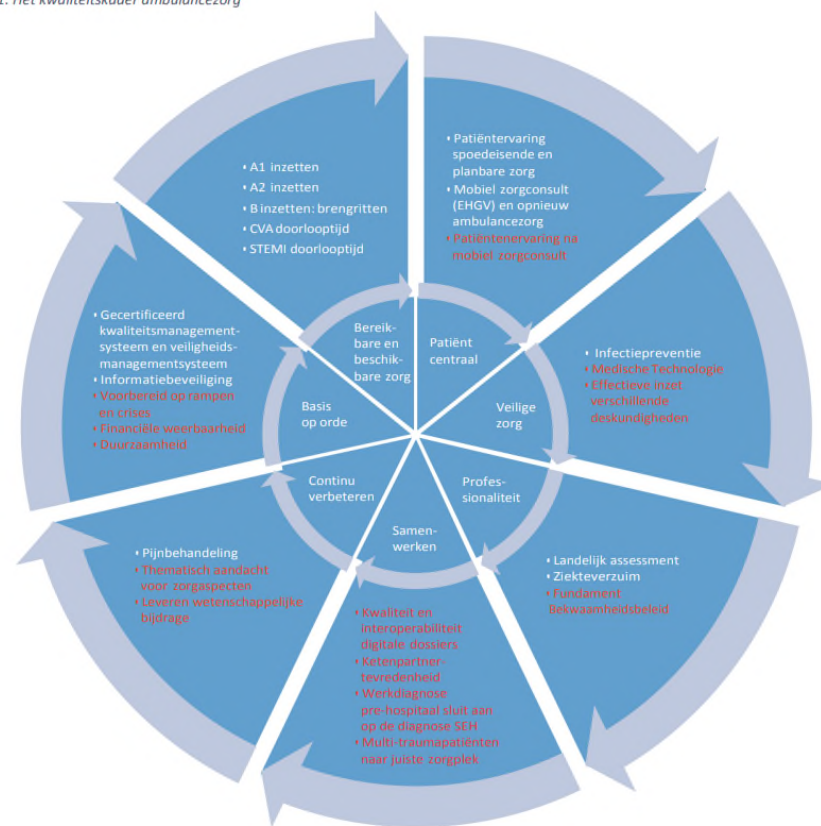 1. Het kwaliteitskader ambulancezorg
• A1 inzetten
• A2 inzetten
• B inzetten: brengritten
• CVA doorlooptijd
• STEMI doorlooptijd
• Patiëntervaring
spoedeisende en
planbare zorg
• Mobiel zorgconsult
(EHGV) en opnieuw
ambulancezorg
• Patiëntenervaring na
mobiel zorgconsult
• Infectiepreventie
• Medische Technologie
• Effectieve inzet
verschillende
deskundigheden
• Landelijk assessment
• Ziekteverzuim
• Fundament
Bekwaamheidsbeleid
• Kwaliteit en
interoperabiliteit
digitale dossiers
• Ketenpartner-
tevredenheid
• Werkdiagnose
pre-hospitaal sluit aan
op de diagnose SEH
• Multi-traumapatiënten
naar juiste zorgplek
• Pijnbehandeling
• Thematisch aandacht
voor zorgaspecten
• Leveren wetenschappelijke
bijdrage
• Gecertificeerd
kwaliteitsmanagement-
systeem en veiligheids-
managementsysteem
• Informatiebeveiliging
• Voorbereid op rampen
en crises
• Financiële weerbaarheid
• Duurzaamheid
Bereik-
bare en
beschik-
bare zorg
Patiënt
centraal
Veilige
zorg
Profes-
sionaliteit
Samen-
werken
Continu
verbeteren
Basis
op orde